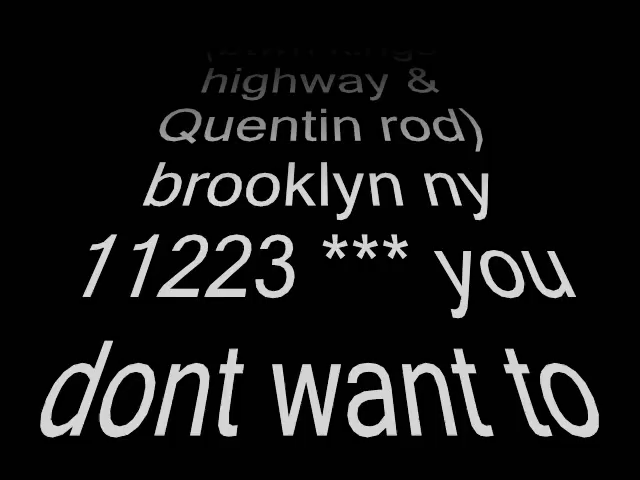 highway &
Quentin rod)
brooklyn ny
11223 *** you
dont want to